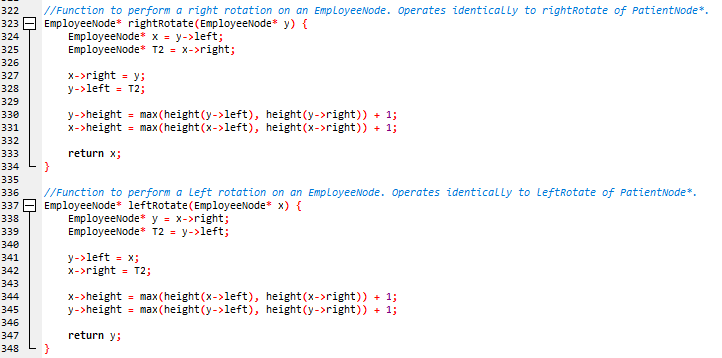 322 //Function to perform a right rotation on an EmployeeNode. Operates identically to rightRotate of PatientNode*.
323 EmployeeNode* rightRotate(EmployeeNode* y) {
324     EmployeeNode* x = y->left;
325     EmployeeNode* T2 = x->right;
326
327     x->right = y;
328     y->left = T2;
329
330     y->height = max(height(y->left), height(y->right)) + 1;
331     x->height = max(height(x->left), height(x->right)) + 1;
332
333     return x;
334 }
335
336 //Function to perform a left rotation on an EmployeeNode. Operates identically to leftRotate of PatientNode*.
337 EmployeeNode* leftRotate(EmployeeNode* x) {
338     EmployeeNode* y = x->right;
339     EmployeeNode* T2 = y->left;
340
341     y->left = x;
342     x->right = T2;
343
344     x->height = max(height(x->left), height(x->right)) + 1;
345     y->height = max(height(y->left), height(y->right)) + 1;
346
347     return y;
348 }